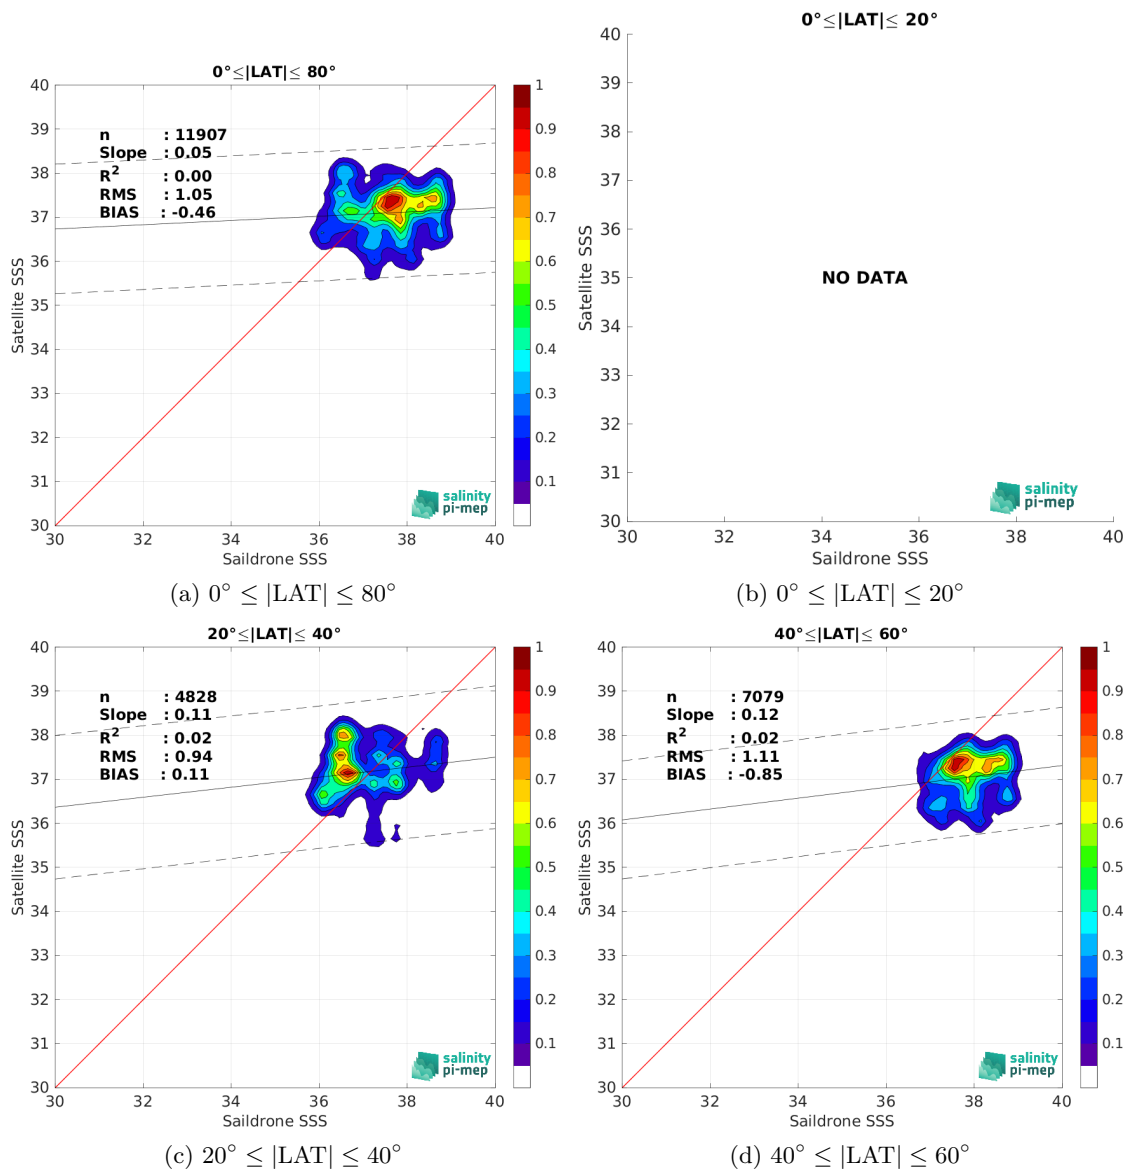 0°≤|LAT|≤ 80°
40
39
38
37
36
35
34
33
32
31
30
Satellite SSS
n : 11907
Slope : 0.05
R² : 0.00
RMS : 1.05
BIAS : -0.46
salinity
pi-mep
30 32 34 36 38 40
Saildrone SSS
1
0.9
0.8
0.7
0.6
0.5
0.4
0.3
0.2
0.1
(a) 0° ≤ |LAT| ≤ 80°
0°≤|LAT|≤ 20°
40
39
38
37
36
35
34
33
32
31
30
Satellite SSS
NO DATA
salinity
pi-mep
30 32 34 36 38 40
Saildrone SSS
(b) 0° ≤ |LAT| ≤ 20°
20°≤|LAT|≤ 40°
40
39
38
37
36
35
34
33
32
31
30
Satellite SSS
n : 4828
Slope : 0.11
R² : 0.02
RMS : 0.94
BIAS : 0.11
salinity
pi-mep
30 32 34 36 38 40
Saildrone SSS
1
0.9
0.8
0.7
0.6
0.5
0.4
0.3
0.2
0.1
(c) 20° ≤ |LAT| ≤ 40°
40°≤|LAT|≤ 60°
40
39
38
37
36
35
34
33
32
31
30
Satellite SSS
n : 7079
Slope : 0.12
R² : 0.02
RMS : 1.11
BIAS : -0.85
salinity
pi-mep
30 32 34 36 38 40
Saildrone SSS
1
0.9
0.8
0.7
0.6
0.5
0.4
0.3
0.2
0.1
(d) 40° ≤ |LAT| ≤ 60°